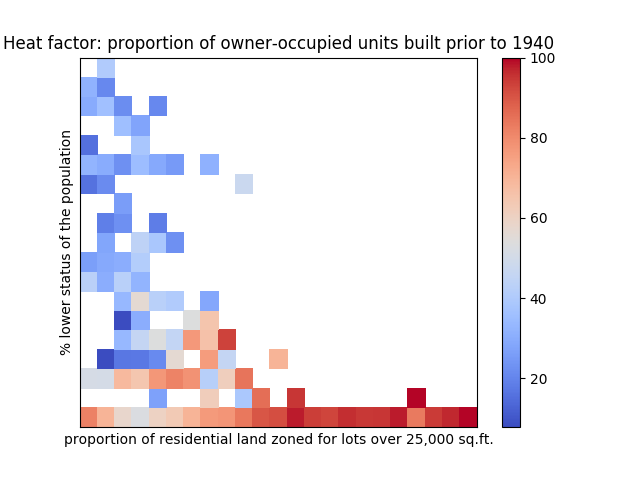 Heat factor: proportion of owner-occupied units built prior to 1940
% lower status of the population
100
80
60
40
20
proportion of residential land zoned for lots over 25,000 sq.ft.